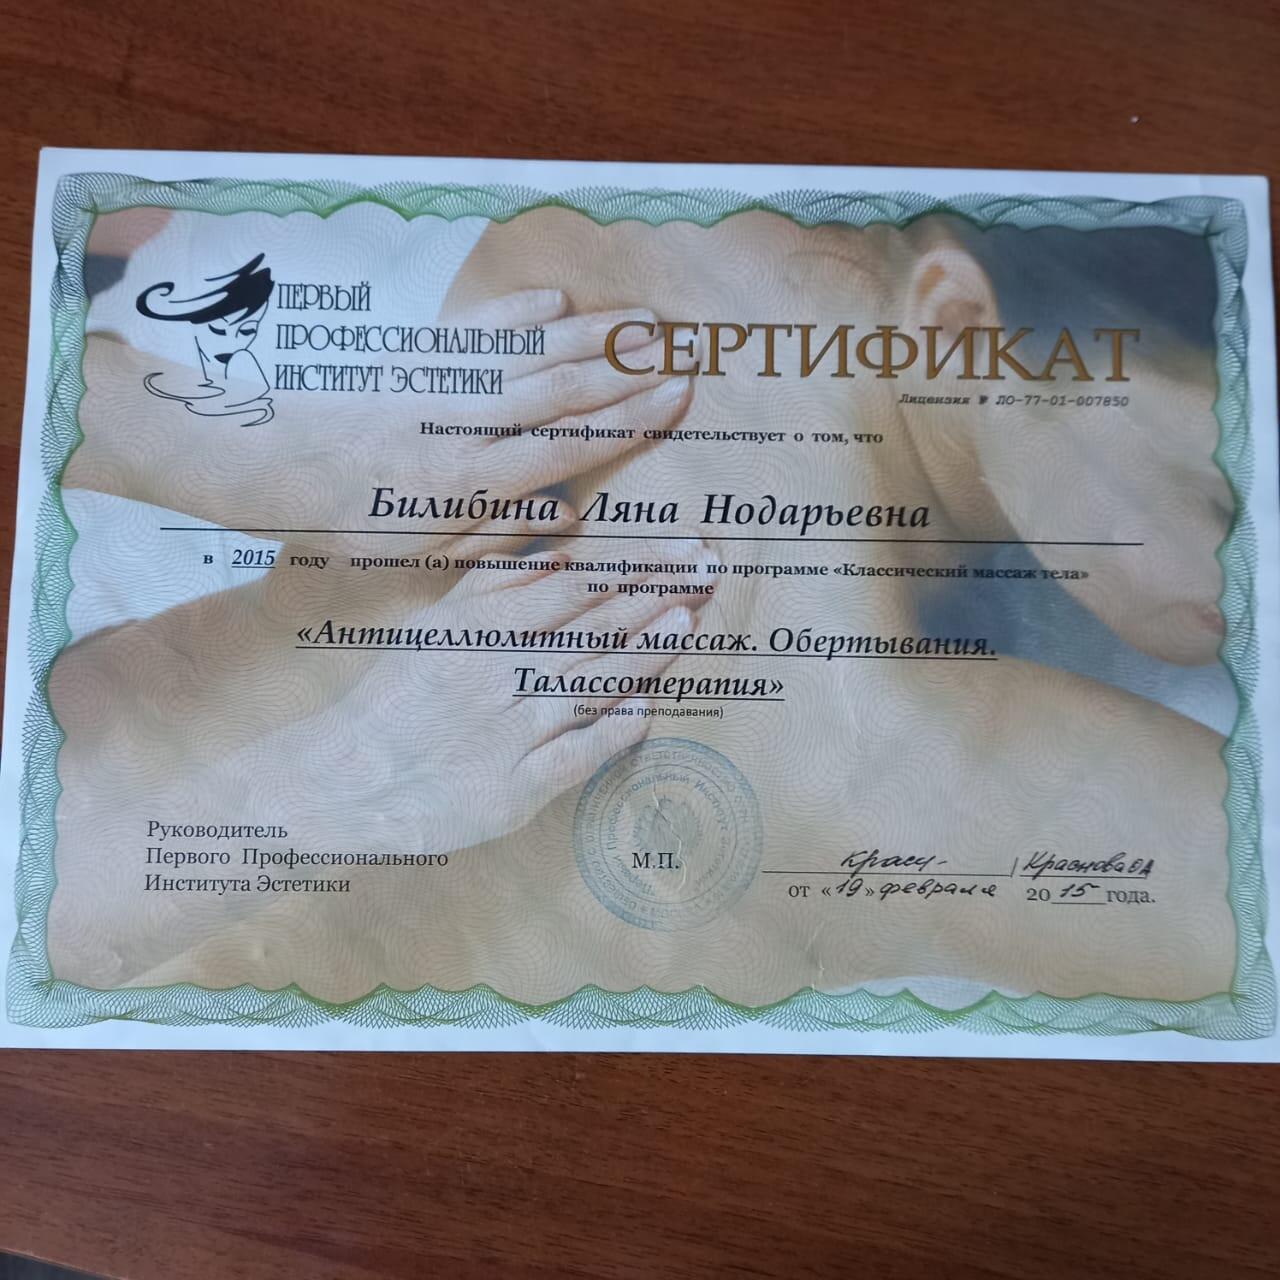 ПЕРВЫЙ
ПРОФЕССИОНАЛЬНЫЙ
ИНСТИТУТ ЭСТЕТИКИ
СЕРТИФИКАТ
Лицензия № ЛО-77-01-007850
Настоящий сертификат свидетельствует о том, что
Билибина Ляна Нодарьевна
в 2015 году прошел (а) повышение квалификации по программе «Классический массаж тела»
по программе
«Антицеллюлитный массаж. Обертывания.
Талассотерапия»
(без права преподавания)
Руководитель
Первого Профессионального
Института Эстетики
М.П.
/ Краснова ОА
от «19» февраля 2015 года.